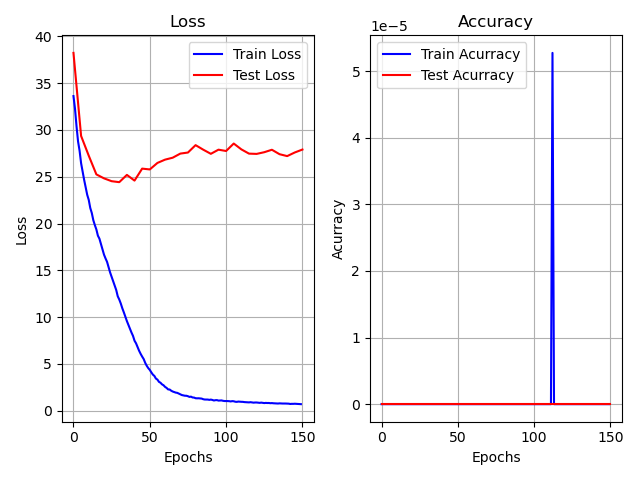 Loss
40
35
30
25
20
15
10
5
0
Loss
0
50
100
150
Epochs
Train Loss
Test Loss
Accuracy
1e−5
5
4
3
2
1
0
Acurracy
0
50
100
150
Epochs
Train Acurracy
Test Acurracy